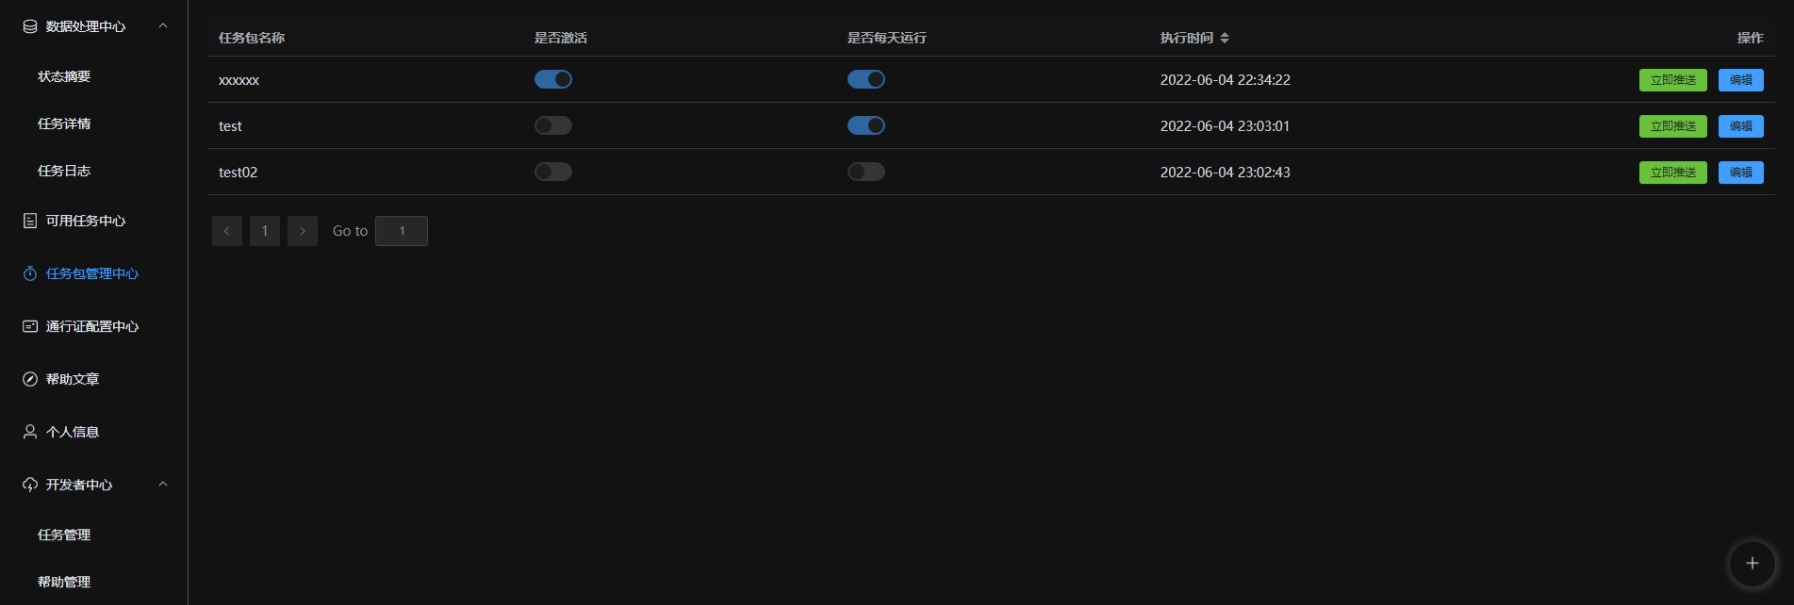 数据处理中心
状态摘要
任务详情
任务日志
可用任务中心
任务包管理中心
通行证配置中心
帮助文章
个人信息
开发者中心
任务管理
帮助管理
任务包名称 是否激活 是否每天运行 执行时间 操作
xxxxxx 2022-06-04 22:34:22 立即推送 编辑
test 2022-06-04 23:03:01 立即推送 编辑
test02 2022-06-04 23:02:43 立即推送 编辑
1 Go to 1